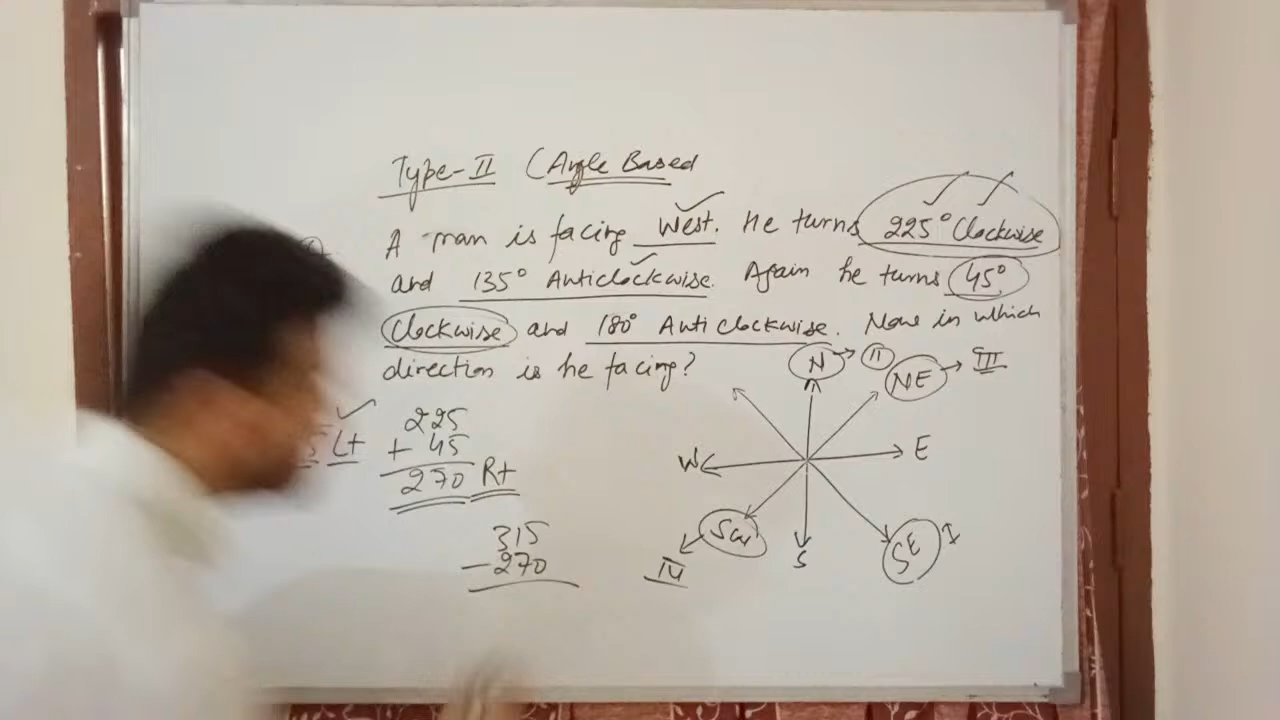 Type-II (Angle Based
A man is facing West. He turns 225° Clockwise
and 135° Anticlockwise. Again he turns 45°
Clockwise and 180° Anticlockwise. Now in which
direction is he facing?
N → II
NE → III
W
E
S
SW
IV
SE I
5 Lt
225
+ 45
270 Rt
315
-270